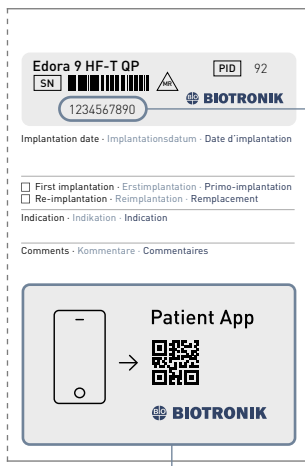 Edora 9 HF-T QP
PID 92
SN
MR
1234567890
BIOTRONIK
Implantation date · Implantationsdatum · Date d'implantation
First implantation · Erstimplantation · Primo-implantation
Re-implantation · Reimplantation · Remplacement
Indication · Indikation · Indication
Comments · Kommentare · Commentaires
Patient App
BIOTRONIK